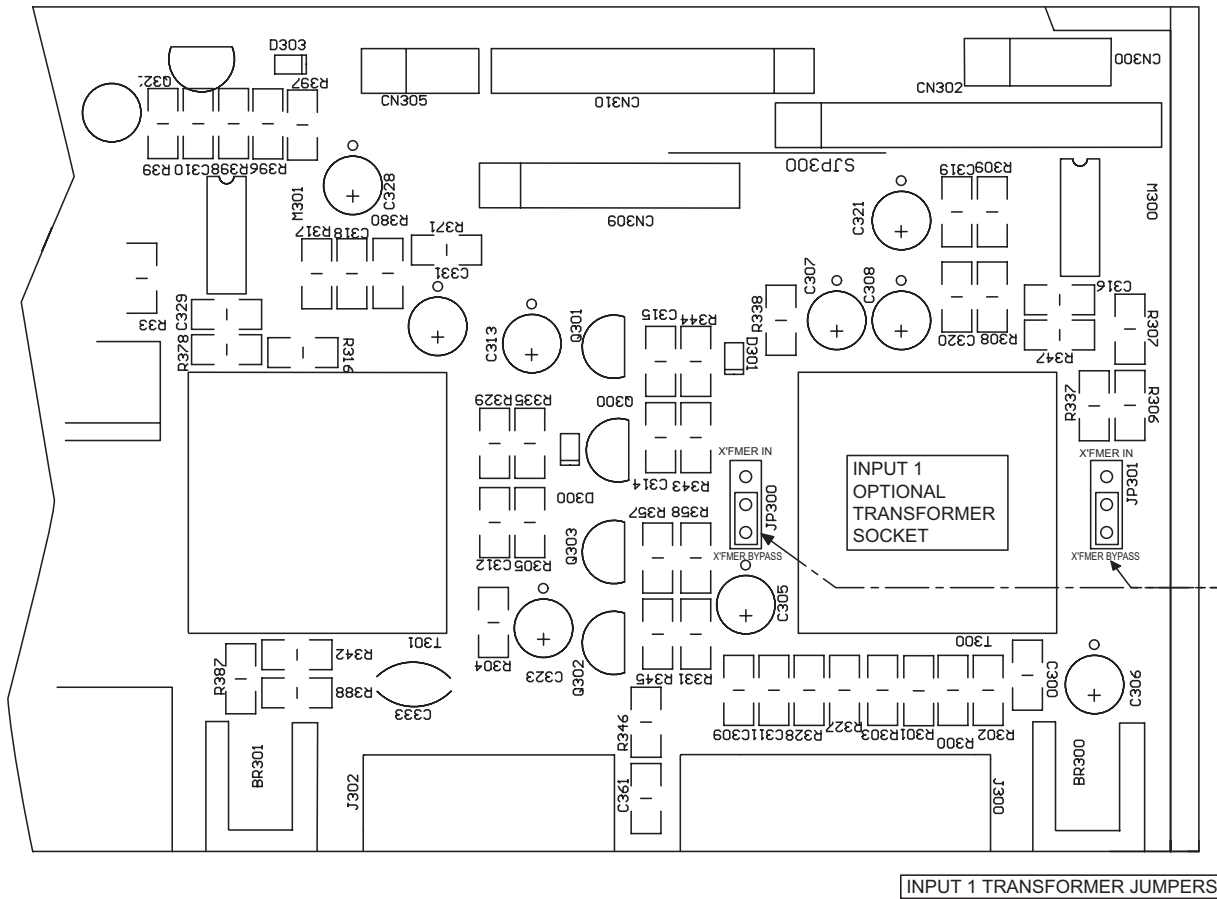 D303
CN300
R397
CN305
CN310
CN302
R39
C310
R398
R396
SJP300
C319
R309
M301
C328
M300
R317
C318
R380
R371
CN309
C321
C331
C307
C308
C316
C329
R33
R378
R319
C313
Q301
C315
R344
D301
R338
C320
R308
R347
R307
R329
R335
Q300
R337
R306
X'FMER IN
X'FMER IN
INPUT 1
OPTIONAL
TRANSFORMER
SOCKET
JP300
JP301
D300
C314
R343
R357
R358
Q303
C312
R305
X'FMER BYPASS
X'FMER BYPASS
C305
T301
T300
R304
C323
Q302
R345
R331
R387
R342
R388
C333
C300
C306
R346
C309
C311
R328
R327
R303
R301
R300
R302
BR301
J302
C361
J300
BR300
INPUT 1 TRANSFORMER JUMPERS